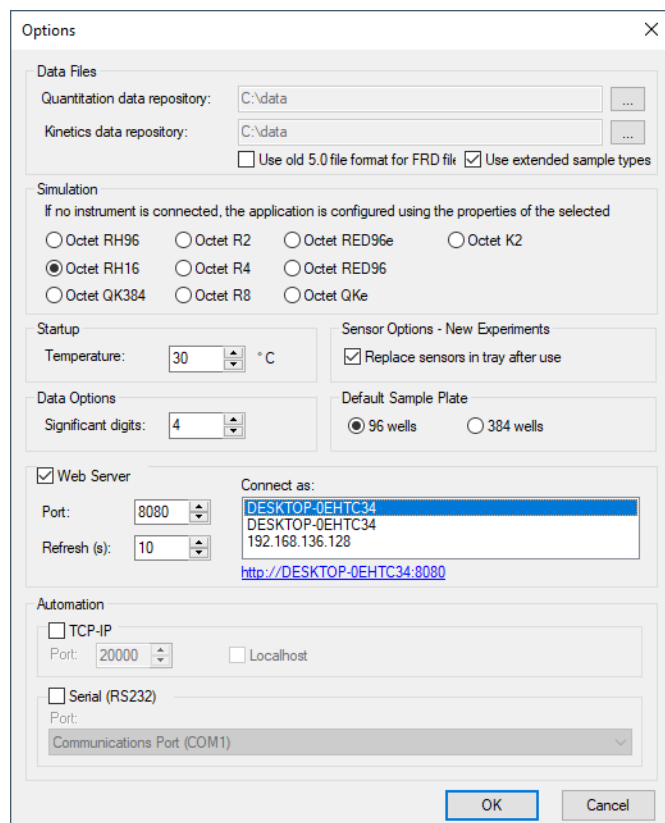 Options
Data Files
Quantitation data repository: C:\data ...
Kinetics data repository: C:\data ...
Use old 5.0 file format for FRD file Use extended sample types
Simulation
If no instrument is connected, the application is configured using the properties of the selected
Octet RH96 Octet R2 Octet RED96e Octet K2
Octet RH16 Octet R4 Octet RED96
Octet QK384 Octet R8 Octet QKe
Startup
Temperature: 30 °C
Sensor Options - New Experiments
Replace sensors in tray after use
Data Options
Significant digits: 4
Default Sample Plate
96 wells 384 wells
Web Server
Port: 8080
Refresh (s): 10
Connect as:
DESKTOP-0EHTC34
DESKTOP-0EHTC34
192.168.136.128
http://DESKTOP-0EHTC34:8080
Automation
TCP-IP
Port: 20000 Localhost
Serial (RS232)
Port:
Communications Port (COM1)
OK Cancel